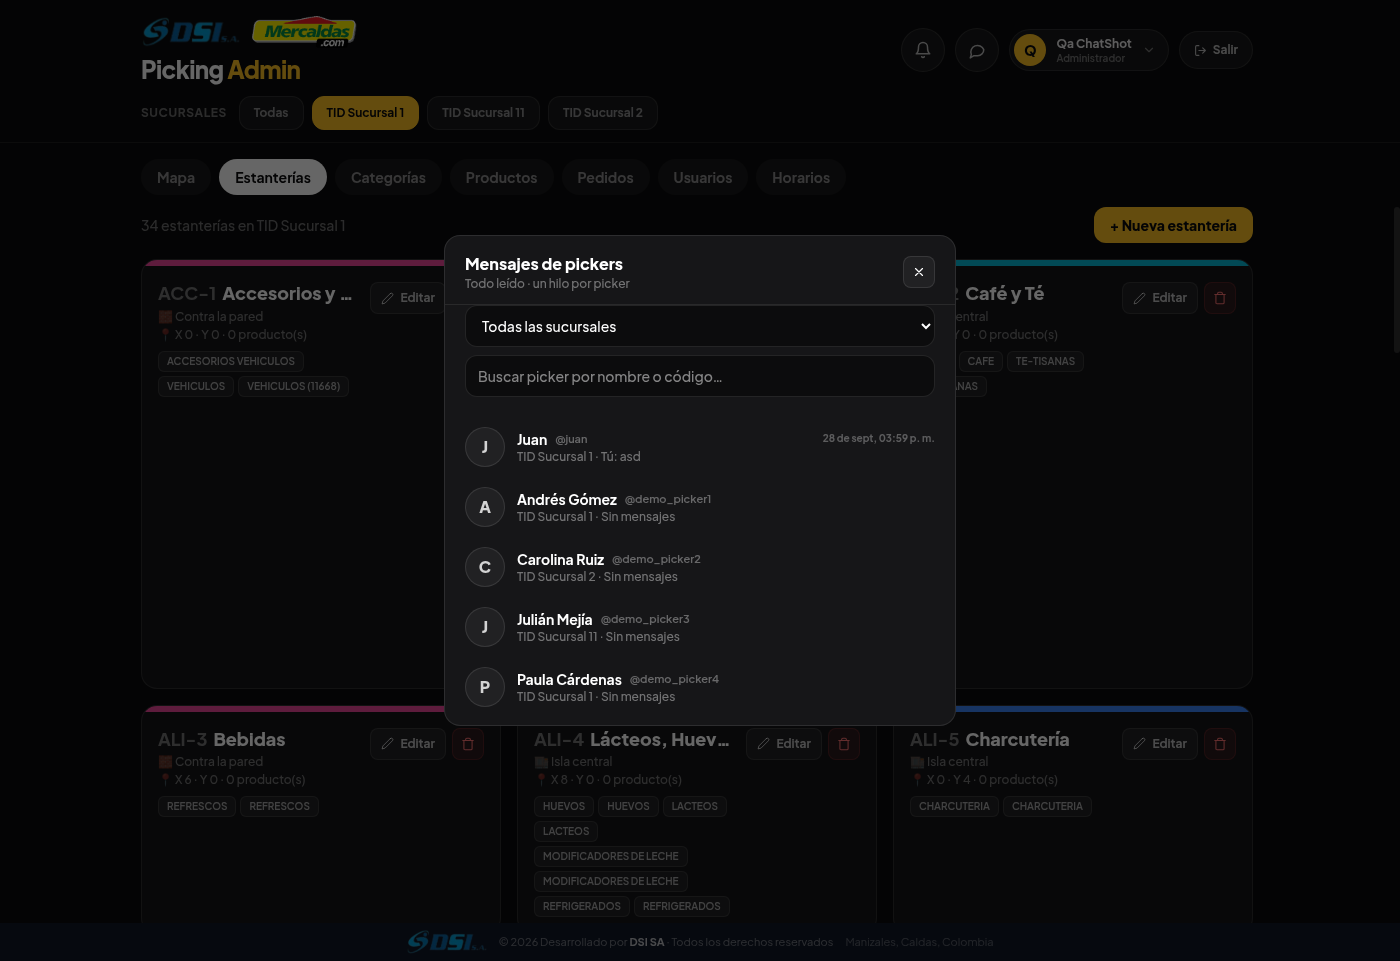 DSI S.A.
Mercaldas
.com
Picking Admin
Q
Qa ChatShot
Administrador
Salir
SUCURSALES
Todas
TID Sucursal 1
TID Sucursal 11
TID Sucursal 2
Mapa
Estanterías
Categorías
Productos
Pedidos
Usuarios
Horarios
34 estanterías en TID Sucursal 1
+ Nueva estantería
Mensajes de pickers
Todo leído · un hilo por picker
Todas las sucursales
Buscar picker por nombre o código...
J
Juan @juan
28 de sept, 03:59 p. m.
TID Sucursal 1 · Tú: asd
A
Andrés Gómez @demo_picker1
TID Sucursal 1 · Sin mensajes
C
Carolina Ruiz @demo_picker2
TID Sucursal 2 · Sin mensajes
J
Julián Mejía @demo_picker3
TID Sucursal 11 · Sin mensajes
P
Paula Cárdenas @demo_picker4
TID Sucursal 1 · Sin mensajes
ACC-1 Accesorios y ...
Editar
Contra la pared
X 0 · Y 0 · 0 producto(s)
ACCESORIOS VEHICULOS
VEHICULOS
VEHICULOS (11668)
2 Café y Té
Editar
entral
Y 0 · 0 producto(s)
CAFE
TE-TISANAS
ANAS
ALI-3 Bebidas
Editar
Contra la pared
X 6 · Y 0 · 0 producto(s)
REFRESCOS
REFRESCOS
ALI-4 Lácteos, Huev...
Editar
Isla central
X 8 · Y 0 · 0 producto(s)
HUEVOS
HUEVOS
LACTEOS
LACTEOS
MODIFICADORES DE LECHE
MODIFICADORES DE LECHE
REFRIGERADOS
REFRIGERADOS
ALI-5 Charcutería
Editar
Isla central
X 0 · Y 4 · 0 producto(s)
CHARCUTERIA
CHARCUTERIA
DSI S.A.
© 2026 Desarrollado por DSI SA · Todos los derechos reservados · Manizales, Caldas, Colombia